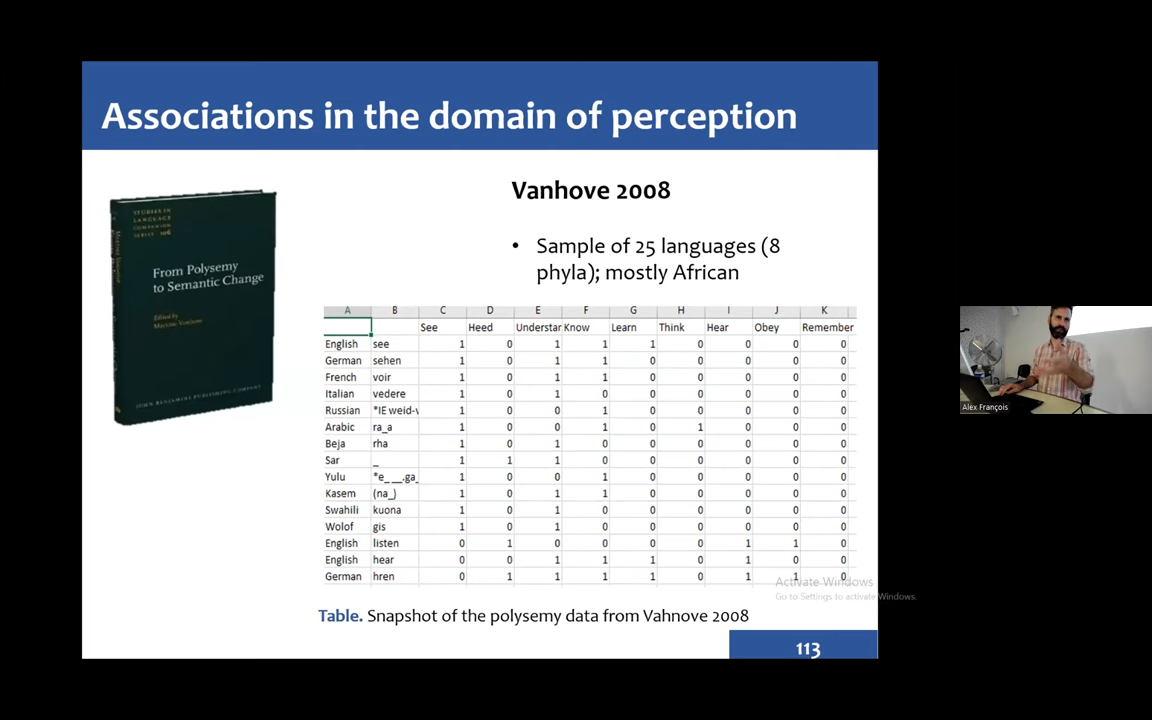 Associations in the domain of perception
STUDIES IN
LANGUAGE
COMPANION
SERIES 106
From Polysemy
to Semantic Change
Edited by
Martine Vanhove
JOHN BENJAMINS PUBLISHING COMPANY
Vanhove 2008
• Sample of 25 languages (8
phyla); mostly African
A B C D E F G H I J K
See Heed Understar Know Learn Think Hear Obey Remember
English see 1 0 1 1 1 0 0 0 0
German sehen 1 0 1 1 0 0 0 0 0
French voir 1 0 1 1 0 0 0 0 0
Italian vedere 1 0 1 0 0 0 0 0 0
Russian *IE weid-v 1 0 0 1 0 0 0 0 0
Arabic ra_a 1 0 0 1 0 1 0 0 0
Beja rha 1 0 1 0 0 0 0 0 0
Sar _ 1 1 1 0 0 0 0 0 0
Yulu *e_ __.ga_ 1 0 0 1 0 0 0 0 0
Kasem (na_) 1 0 1 1 0 0 0 0 0
Swahili kuona 1 0 1 0 0 0 0 0 0
Wolof gis 1 0 1 0 0 0 0 0 0
English listen 0 1 0 0 0 0 1 1 0
English hear 0 0 1 1 1 0 1 0 0
German hren 0 1 1 1 1 0 1 1 0
Activate Windows
Go to Settings to activate Windows.
Table. Snapshot of the polysemy data from Vahnove 2008
113
Alex François